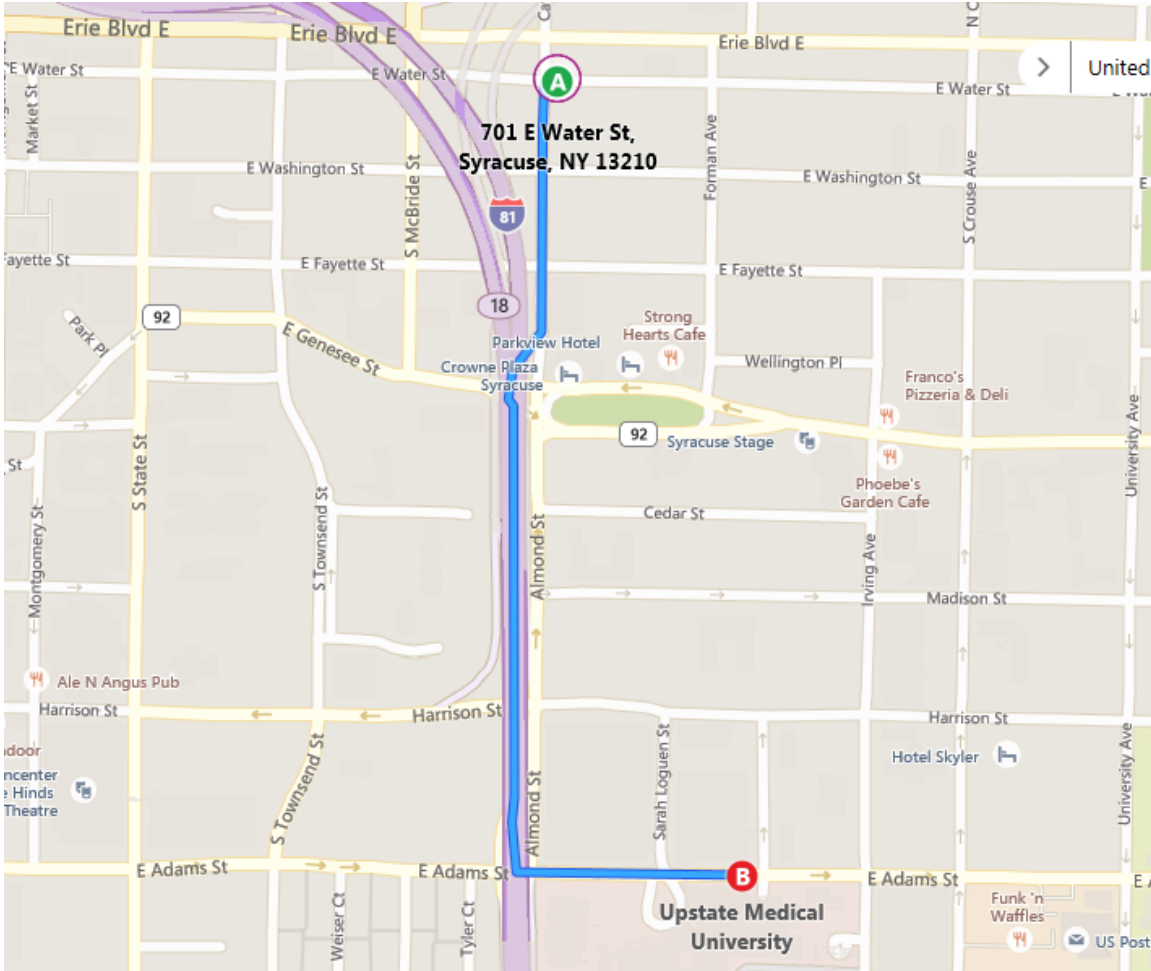 Erie Blvd E
Erie Blvd E
Erie Blvd E
Ca
N C
E Water St
E Water St
A
E Water St
United
Market St
701 E Water St,
Syracuse, NY 13210
Forman Ave
E Washington St
E Washington St
E
S McBride St
81
S Crouse Ave
Fayette St
E Fayette St
E Fayette St
18
92
Park Pl
E Genesee St
Parkview Hotel
Strong
Hearts Cafe
Crowne Plaza
Syracuse
Wellington Pl
Franco's
Pizzeria & Deli
92
Syracuse Stage
University Ave
St
S State St
Phoebe's
Garden Cafe
Montgomery St
S Townsend St
Almond St
Cedar St
Irving Ave
Madison St
Ale N Angus Pub
Harrison St
Harrison St
Harrison St
ndoor
ncenter
e Hinds
Theatre
S Townsend St
Almond St
Sarah Loguen St
Hotel Skyler
University Ave
E Adams St
E Adams St
B
E Adams St
E A
Weiser Ct
Tyler Ct
Upstate Medical
University
Funk 'n
Waffles
US Post